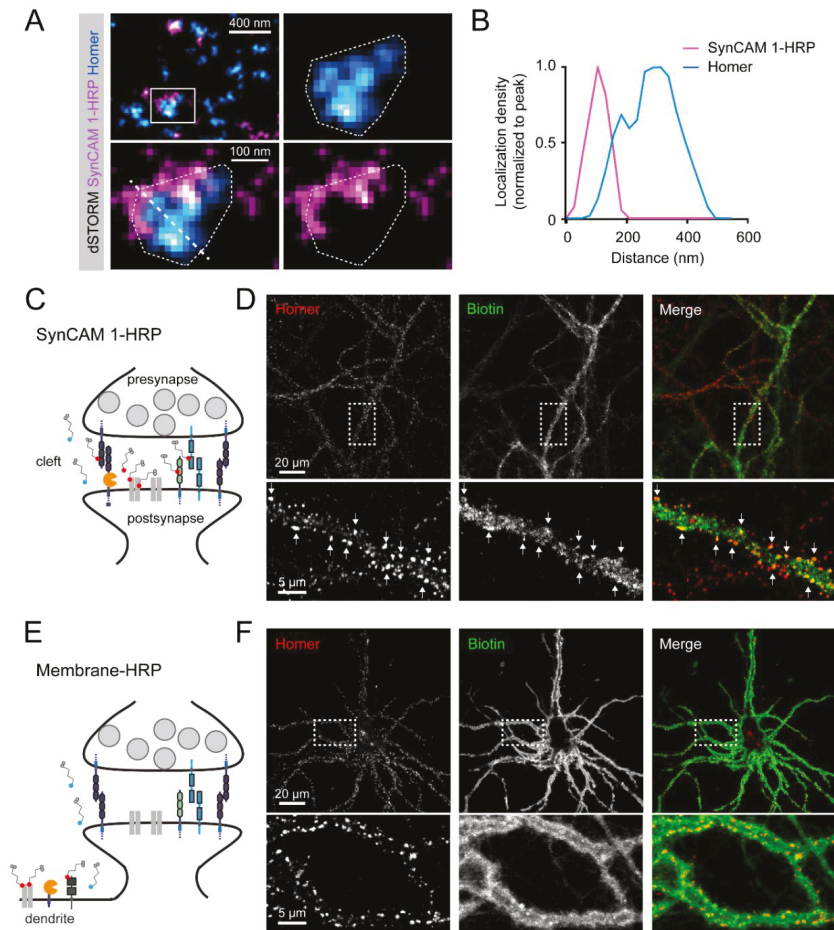 A
dSTORM SynCAM 1-HRP Homer
400 nm
100 nm
B
SynCAM 1-HRP
Homer
Localization density
(normalized to peak)
1.0
0.5
0
0
200
400
600
Distance (nm)
C
SynCAM 1-HRP
presynapse
cleft
postsynapse
D
Homer
Biotin
Merge
20 µm
5 µm
E
Membrane-HRP
dendrite
F
Homer
Biotin
Merge
20 µm
5 µm